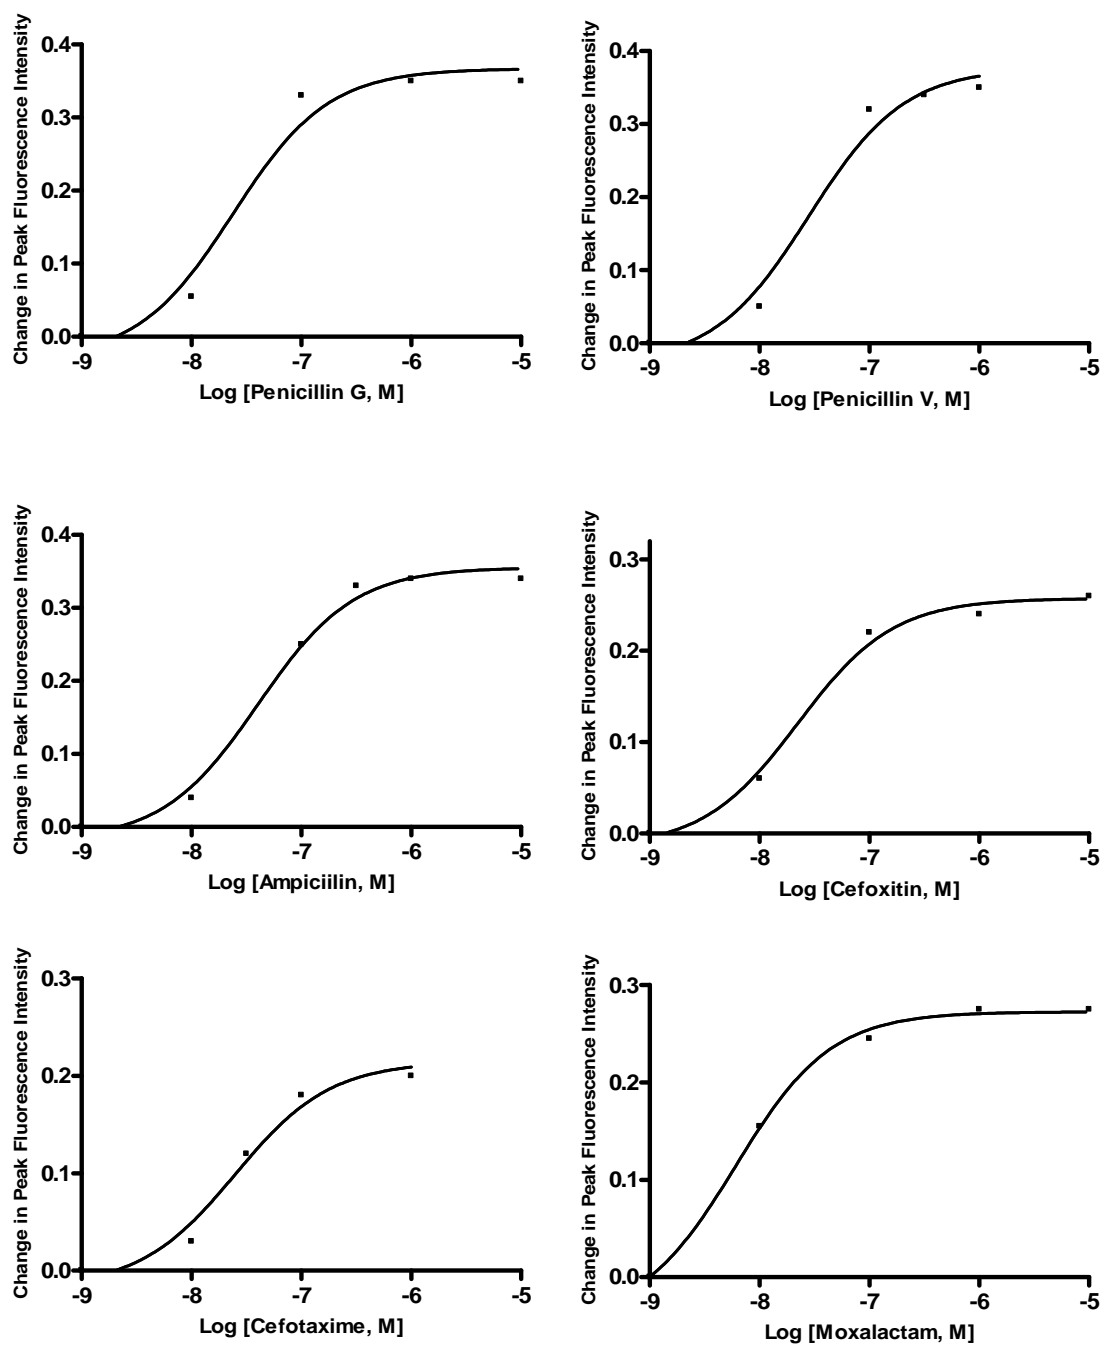 Change in Peak Fluorescence Intensity
0.4
0.3
0.2
0.1
0.0
-9 -8 -7 -6 -5
Log [Penicillin G, M]
Change in Peak Fluorescence Intensity
0.4
0.3
0.2
0.1
0.0
-9 -8 -7 -6 -5
Log [Penicillin V, M]
Change in Peak Fluorescence Intensity
0.4
0.3
0.2
0.1
0.0
-9 -8 -7 -6 -5
Log [Ampiciilin, M]
Change in Peak Fluorescence Intensity
0.3
0.2
0.1
0.0
-9 -8 -7 -6 -5
Log [Cefoxitin, M]
Change in Peak Fluorescence Intensity
0.3
0.2
0.1
0.0
-9 -8 -7 -6 -5
Log [Cefotaxime, M]
Change in Peak Fluorescence Intensity
0.3
0.2
0.1
0.0
-9 -8 -7 -6 -5
Log [Moxalactam, M]